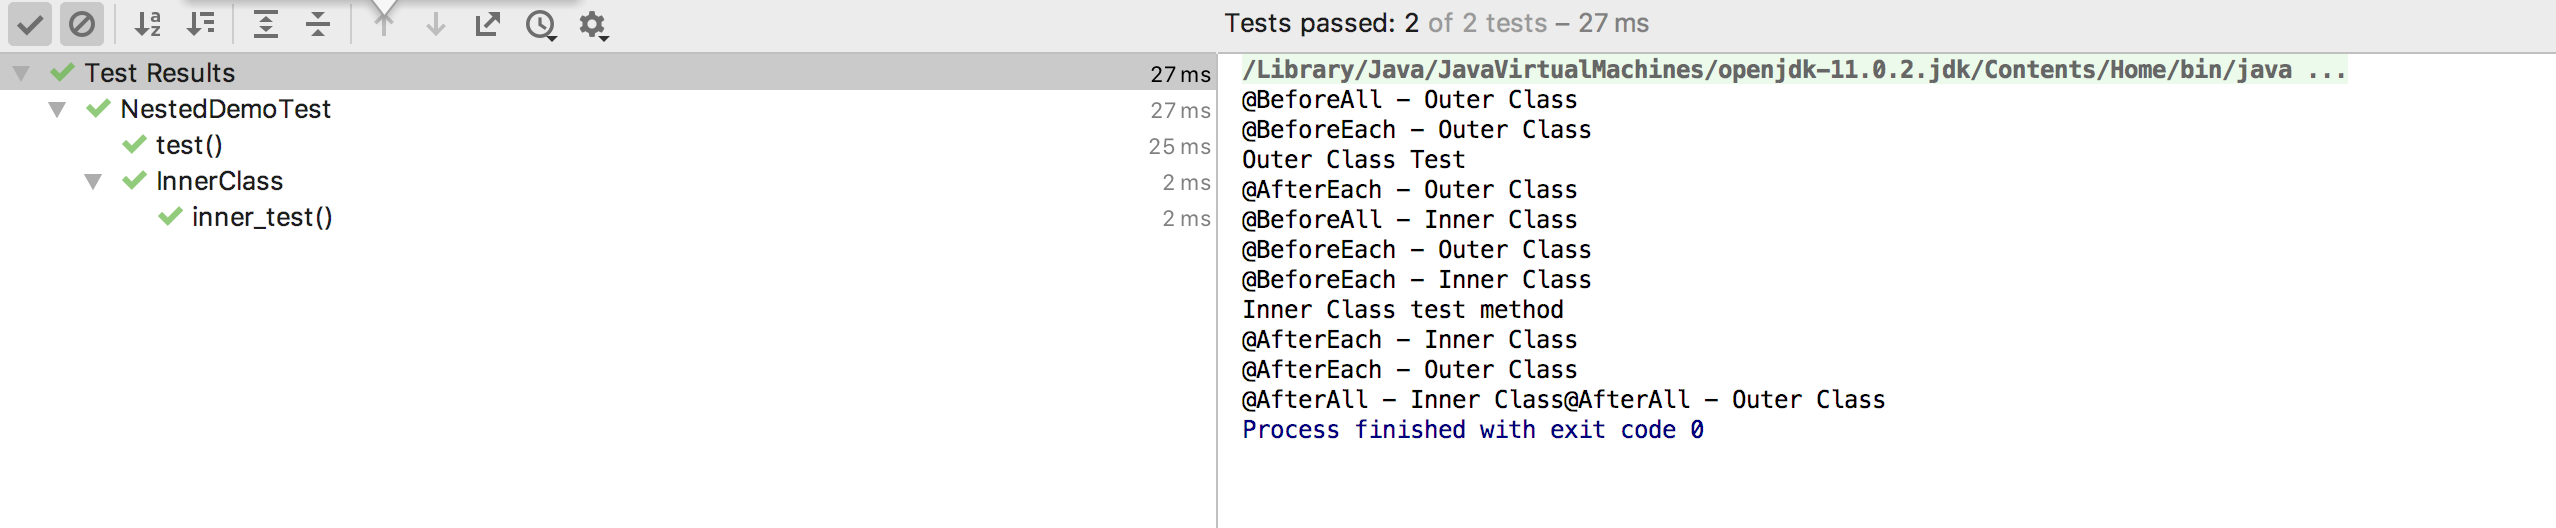 Tests passed: 2 of 2 tests – 27 ms
Test Results 27 ms
NestedDemoTest 27 ms
test() 25 ms
InnerClass 2 ms
inner_test() 2 ms
/Library/Java/JavaVirtualMachines/openjdk-11.0.2.jdk/Contents/Home/bin/java ...
@BeforeAll - Outer Class
@BeforeEach - Outer Class
Outer Class Test
@AfterEach - Outer Class
@BeforeAll - Inner Class
@BeforeEach - Outer Class
@BeforeEach - Inner Class
Inner Class test method
@AfterEach - Inner Class
@AfterEach - Outer Class
@AfterAll - Inner Class@AfterAll - Outer Class
Process finished with exit code 0